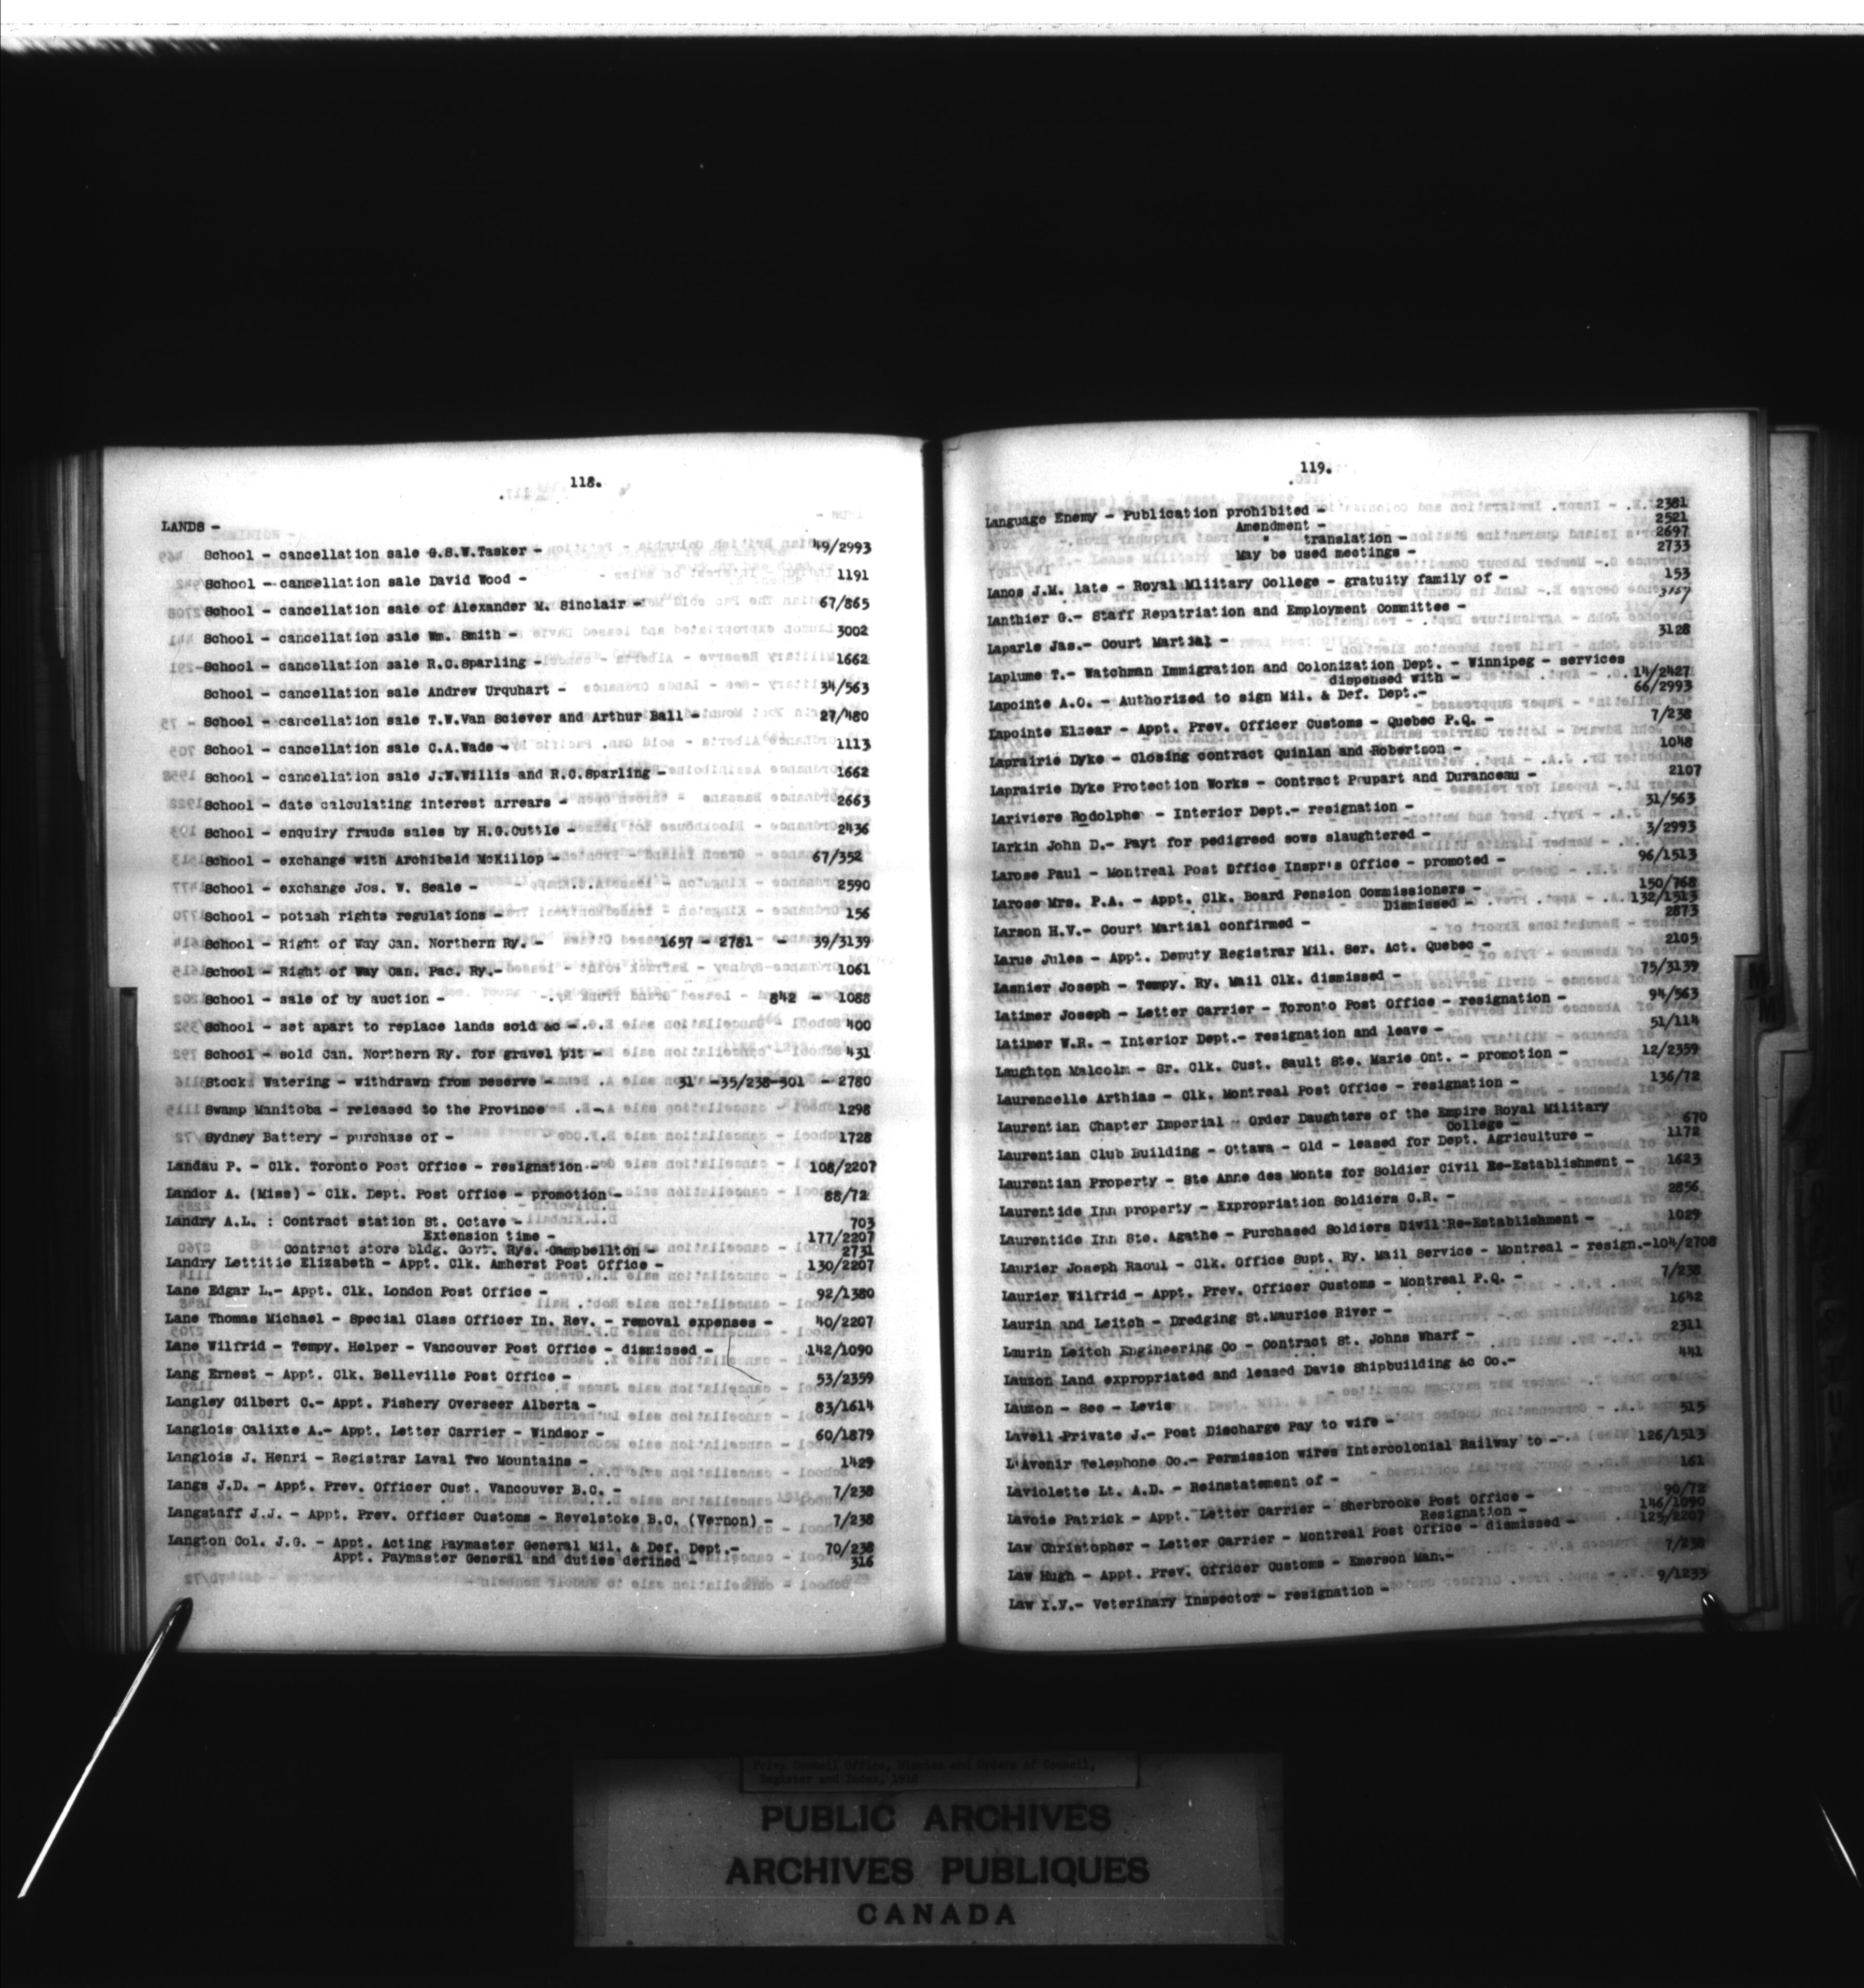 118.
LANDS -
School - cancellation sale G.S.W.Tasker - 49/2993
School - cancellation sale David Wood - 1191
School - cancellation sale of Alexander M. Sinclair - 67/865
School - cancellation sale Wm. Smith - 3002
School - cancellation sale R.C.Sparling - 1662
School - cancellation sale Andrew Urquhart - 34/563
School - cancellation sale T.W.Van Sciever and Arthur Ball - 27/480
School - cancellation sale C.A.Wade - 1113
School - cancellation sale J.W.Willis and R.C.Sparling - 1662
School - date calculating interest arrears - 2663
School - enquiry frauds sales by H.G.Cuttle - 2436
School - exchange with Archibald McKillop - 67/352
School - exchange Jos. W. Seale - 2590
School - potash rights regulations - 156
School - Right of Way Can. Northern Ry. - 1657 - 2781 - 39/3139
School - Right of Way Can. Pac. Ry.- 1061
School - sale of by auction - 842 - 1088
School - set apart to replace lands sold &c - 400
School - sold Can. Northern Ry. for gravel pit - 431
Stock Watering - withdrawn from reserve - 31 -35/238-301 - 2780
Swamp Manitoba - released to the Province - 1298
Sydney Battery - purchase of - 1728
Landau P. - Clk. Toronto Post Office - resignation - 108/2207
Landor A. (Miss) - Clk. Dept. Post Office - promotion - 88/72
Landry A.L. : Contract station St. Octave - 703
Extension time - 177/2207
Contract store bldg. Govt. Rys. Campbellton - 2731
Landry Lettitie Elizabeth - Appt. Clk. Amherst Post Office - 130/2207
Lane Edgar L.- Appt. Clk. London Post Office - 92/1380
Lane Thomas Michael - Special Class Officer In. Rev. - removal expenses - 40/2207
Lane Wilfrid - Tempy. Helper - Vancouver Post Office - dismissed - 142/1090
Lang Ernest - Appt. Clk. Belleville Post Office - 53/2359
Langley Gilbert C.- Appt. Fishery Overseer Alberta - 83/1614
Langlois Calixte A.- Appt. Letter Carrier - Windsor - 60/1879
Langlois J. Henri - Registrar Laval Two Mountains - 1429
Langs J.D. - Appt. Prev. Officer Cust. Vancouver B.C. - 7/238
Langstaff J.J. - Appt. Prev. Officer Customs - Revelstoke B.C. (Vernon) - 7/238
Langton Col. J.G. - Appt. Acting Paymaster General Mil. & Def. Dept.- 70/238
Appt. Paymaster General and duties defined - 316
119.
Language Enemy - Publication prohibited - 2381
Amendment - 2521
" translation - 2697
May be used meetings - 2733
Lanos J.M. late - Royal Mliitary College - gratuity family of - 153
Lanthier G.- Staff Repatriation and Employment Committee -
Laparle Jas.- Court Martial - 3128
Laplume T.- Watchman Immigration and Colonization Dept. - Winnipeg - services
dispensed with - 14/2427
Lapointe A.O. - Authorized to sign Mil. & Def. Dept.- 66/2993
Lapointe Elzear - Appt. Prev. Officer Customs - Quebec P.Q. - 7/238
Laprairie Dyke - Closing contract Quinlan and Robertson - 1048
Laprairie Dyke Protection Works - Contract Poupart and Duranceau - 2107
Lariviere Rodolphe - Interior Dept.- resignation - 31/563
Larkin John D.- Payt for pedigreed sows slaughtered - 3/2993
Larose Paul - Montreal Post Office Inspr's Office - promoted - 96/1513
Larose Mrs. P.A. - Appt. Clk. Board Pension Commissioners - 150/768
Dismissed - 132/1513
Larson H.V.- Court Martial confirmed - 2873
Larue Jules - Appt. Deputy Registrar Mil. Ser. Act. Quebec - 2105
Lasnier Joseph - Tempy. Ry. Mail Clk. dismissed - 75/3139
Latimer Joseph - Letter Carrier - Toronto Post Office - resignation - 94/563
Latimer W.R. - Interior Dept.- resignation and leave - 51/114
Laughton Malcolm - Sr. Clk. Cust. Sault Ste. Marie Ont. - promotion - 12/2359
Laurencelle Arthias - Clk. Montreal Post Office - resignation - 136/72
Laurentian Chapter Imperial - Order Daughters of the Empire Royal Military
College - 670
Laurentian Club Building - Ottawa - Old - leased for Dept. Agriculture - 1172
Laurentian Property - Ste Anne des Monts for Soldier Civil Re-Establishment - 1623
Laurentide Inn property - Expropriation Soldiers C.R. - 2856
Laurentide Inn Ste. Agathe - Purchased Soldiers Civil Re-Establishment - 1029
Laurier Joseph Raoul - Clk. Office Supt. Ry. Mail Service - Montreal - resign.-104/2708
Laurier Wilfrid - Appt. Prev. Officer Customs - Montreal P.Q. - 7/238
Laurin and Leitch - Dredging St.Maurice River - 1642
Laurin Leitch Engineering Co - Contract St. Johns Wharf - 2311
Lauzon Land expropriated and leased Davie Shipbuilding &c Co.- 441
Lauzon - See - Levis
Lavell Private J.- Post Discharge Pay to wife - 515
L'Avenir Telephone Co.- Permission wires Intercolonial Railway to - 126/1513
Laviolette Lt. A.D. - Reinstatement of - 161
Lavoie Patrick - Appt. Letter Carrier - Sherbrooke Post Office - 90/72
Resignation - 146/1090
Law Christopher - Letter Carrier - Montreal Post Office - dismissed - 125/2207
Law Hugh - Appt. Prev. Officer Customs - Emerson Man.- 7/238
Law I.V.- Veterinary Inspector - resignation - 9/1233
Privy Council Office, Minutes and Orders of Council,
Register and Index, 1918
PUBLIC ARCHIVES
ARCHIVES PUBLIQUES
CANADA